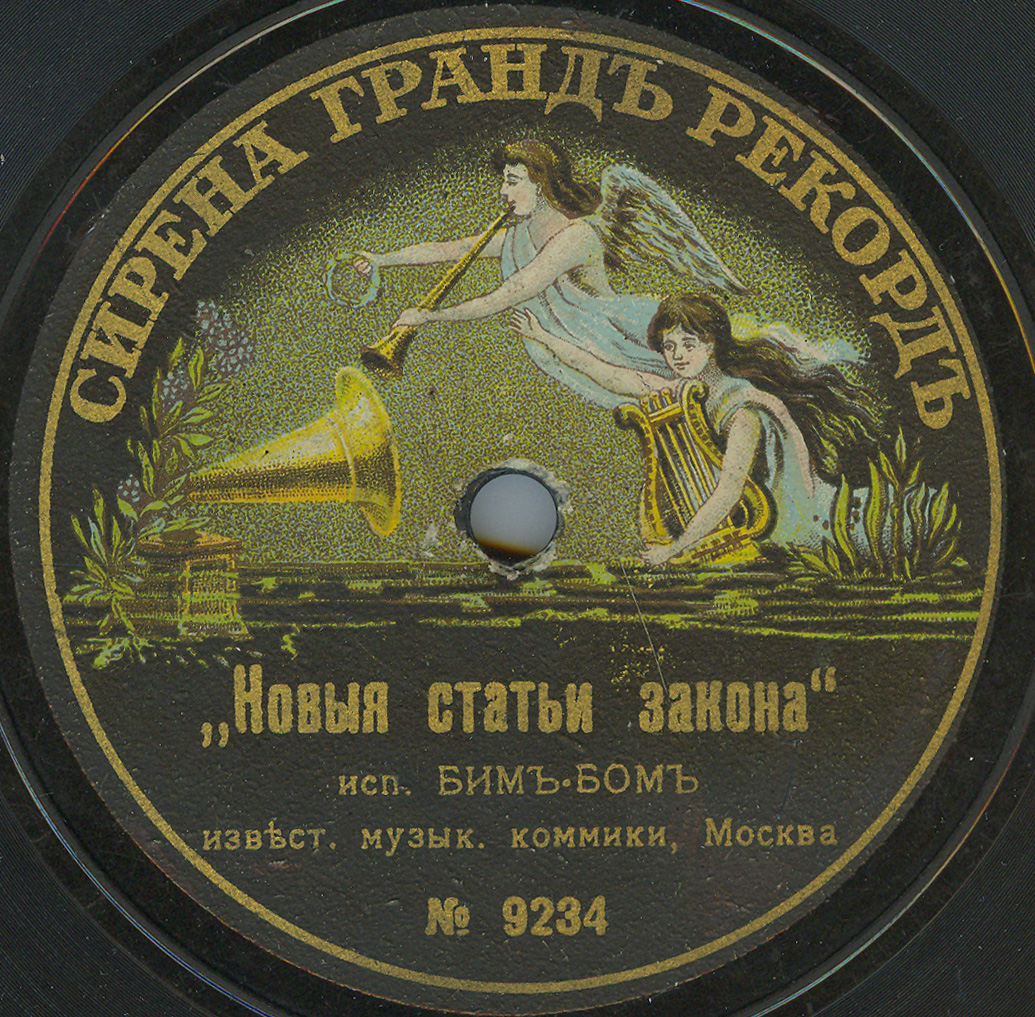 СИРЕНА ГРАНДЪ РЕКОРДЪ
„Новыя статьи закона“
исп. БИМЪ-БОМЪ
извѣст. музык. коммики, Москва
№ 9234